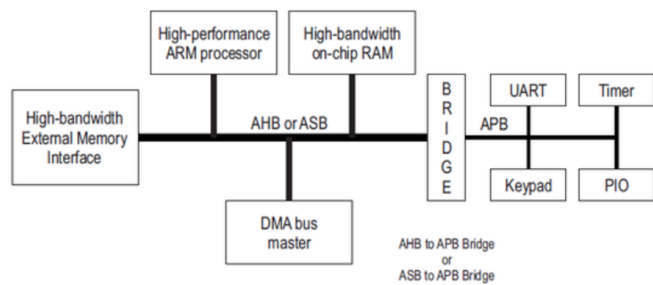 High-performance
ARM processor
High-bandwidth
on-chip RAM
High-bandwidth
External Memory
Interface
AHB or ASB
B
R
I
D
G
E
APB
UART
Timer
Keypad
PIO
DMA bus
master
AHB to APB Bridge
or
ASB to APB Bridge